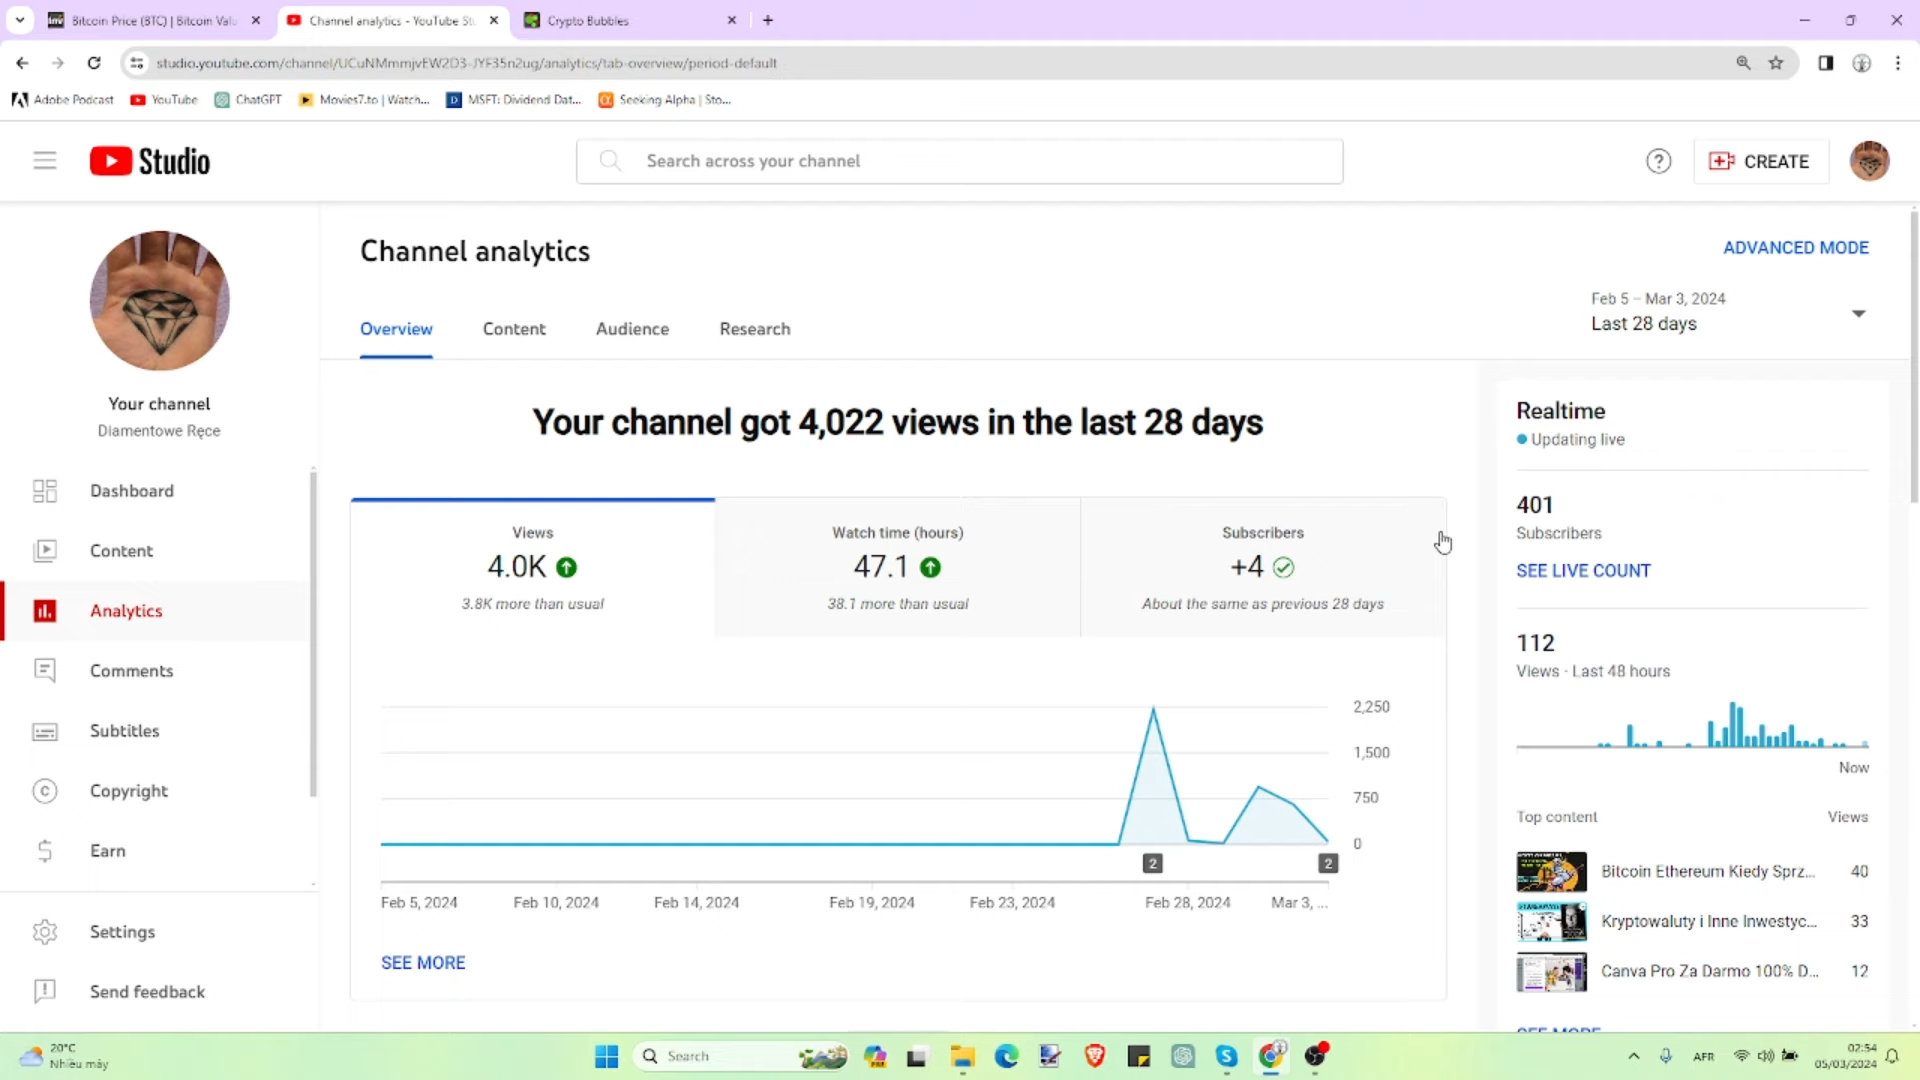 Bitcoin Price (BTC) | Bitcoin Valu
Channel analytics - YouTube St
Crypto Bubbles
studio.youtube.com/channel/UCuNMmmjvEW2D3-JYF35n2ug/analytics/tab-overview/period-default
Adobe Podcast
YouTube
ChatGPT
Movies7.to | Watch...
MSFT: Dividend Dat...
Seeking Alpha | Sto...
Studio
Search across your channel
CREATE
Your channel
Diamentowe Ręce
Dashboard
Content
Analytics
Comments
Subtitles
Copyright
Earn
Settings
Send feedback
Channel analytics
ADVANCED MODE
Feb 5 – Mar 3, 2024
Last 28 days
Overview
Content
Audience
Research
Your channel got 4,022 views in the last 28 days
Views
4.0K
3.8K more than usual
Watch time (hours)
47.1
38.1 more than usual
Subscribers
+4
About the same as previous 28 days
2,250
1,500
750
0
2
2
Feb 5, 2024
Feb 10, 2024
Feb 14, 2024
Feb 19, 2024
Feb 23, 2024
Feb 28, 2024
Mar 3, ...
SEE MORE
Realtime
Updating live
401
Subscribers
SEE LIVE COUNT
112
Views · Last 48 hours
Now
Top content
Views
Bitcoin Ethereum Kiedy Sprz...
40
Kryptowaluty i Inne Inwestyc...
33
Canva Pro Za Darmo 100% D...
12
SEE MORE
20°C
Nhiều mây
Search
AFR
02:54
05/03/2024